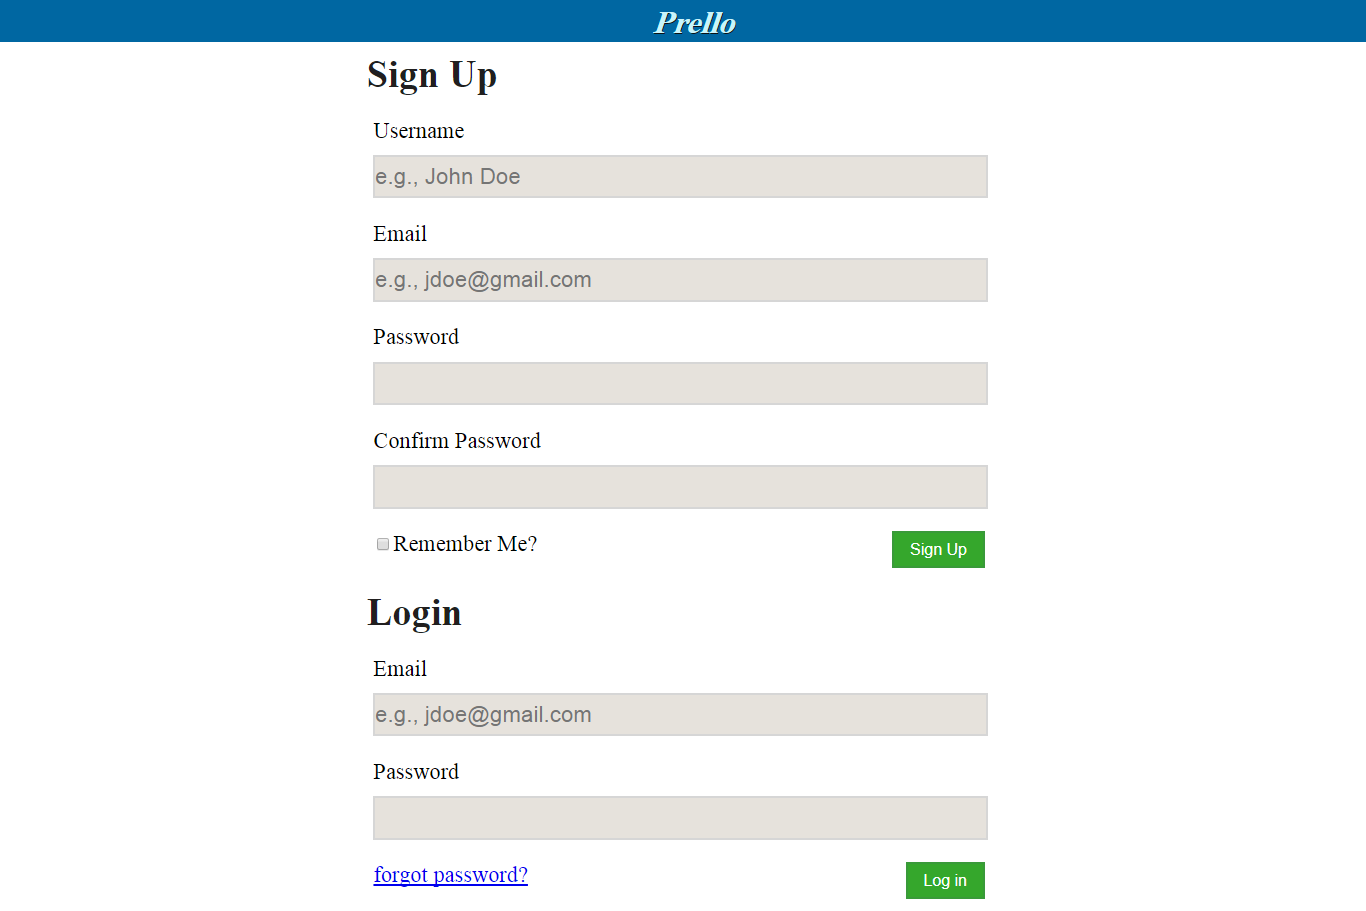 Prello
Sign Up
Username
e.g., John Doe
Email
e.g., jdoe@gmail.com
Password
Confirm Password
Remember Me?
Sign Up
Login
Email
e.g., jdoe@gmail.com
Password
forgot password?
Log in